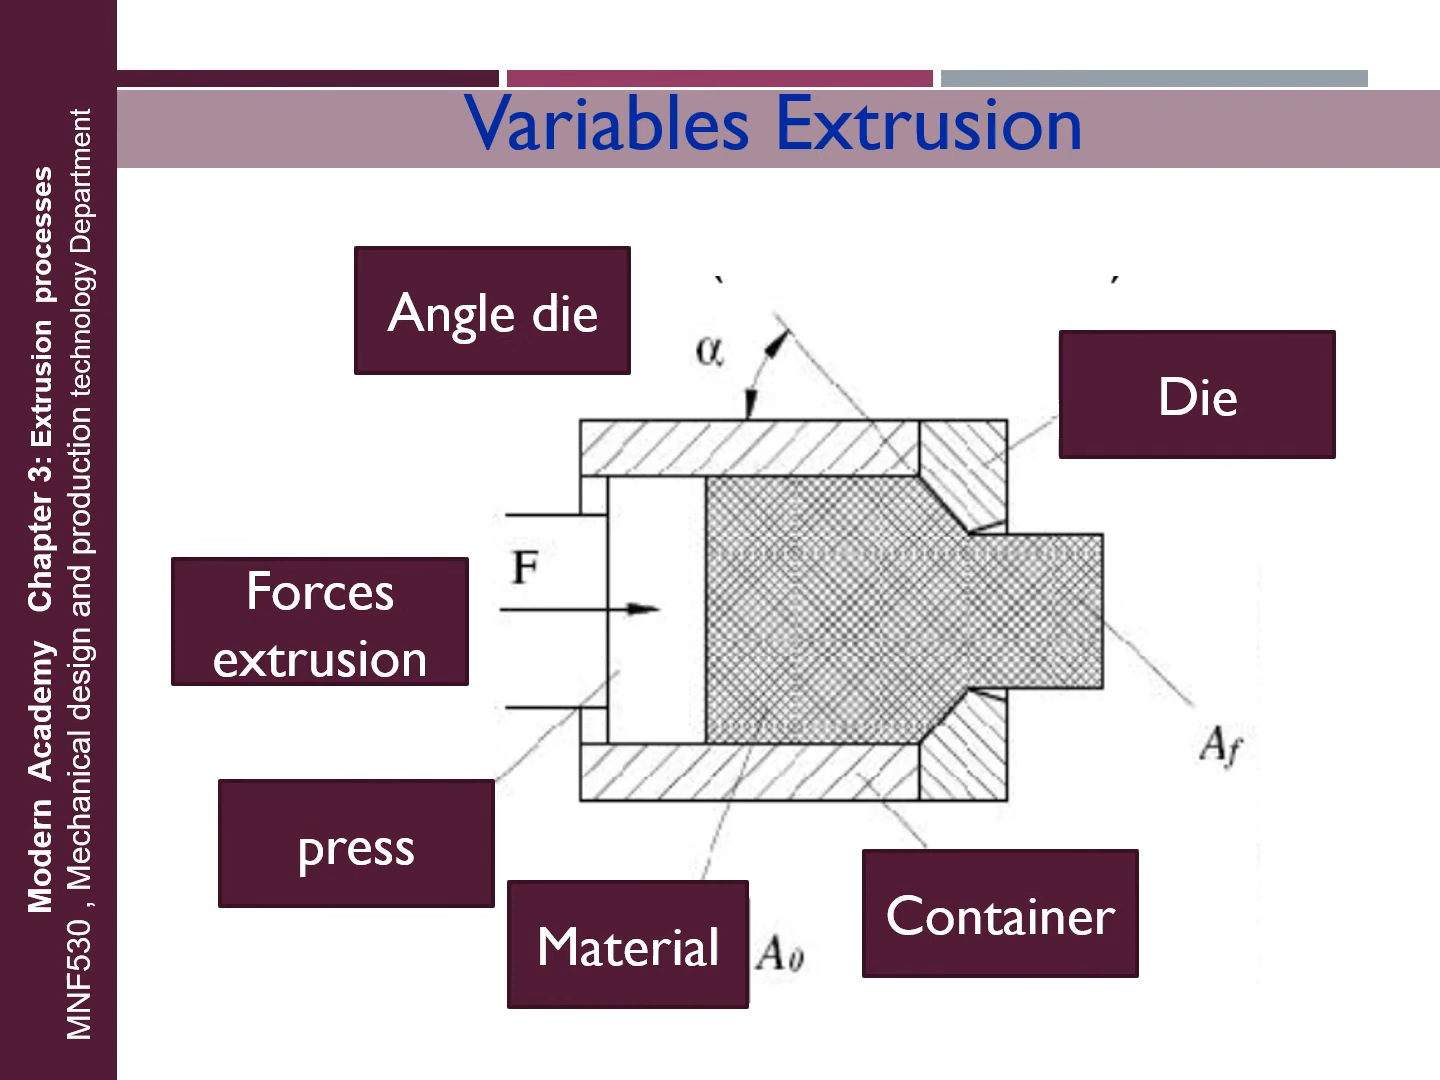 Modern Academy Chapter 3: Extrusion processes
MNF530 , Mechanical design and production technology Department
Variables Extrusion
Angle die
α
Die
F
Forces
extrusion
Af
press
Material
A0
Container